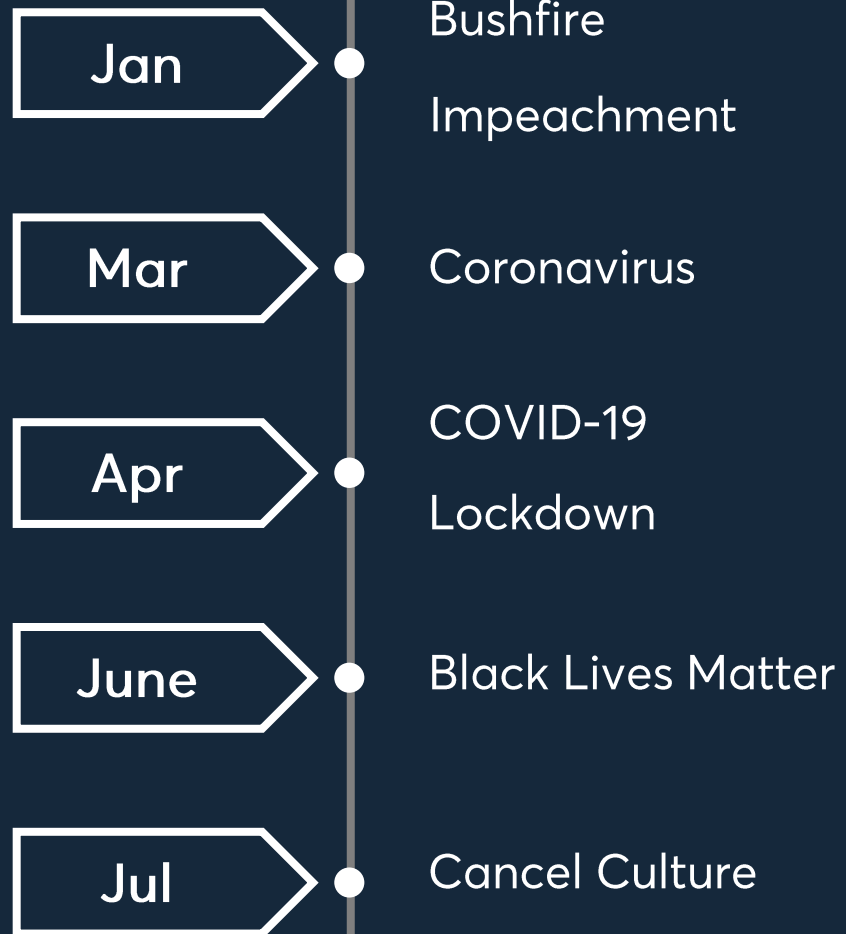 Jan
Bushfire
Impeachment
Mar
Coronavirus
Apr
COVID-19
Lockdown
June
Black Lives Matter
Jul
Cancel Culture